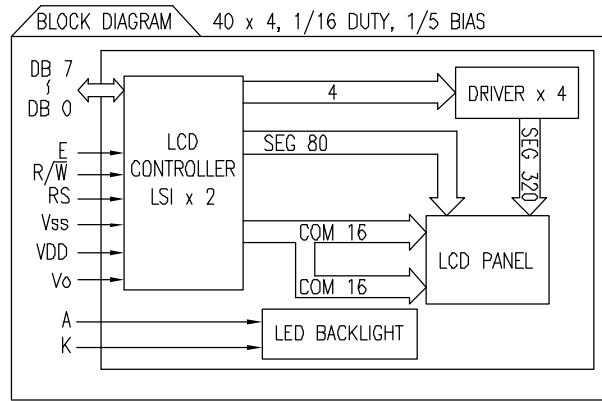 BLOCK DIAGRAM 40 x 4, 1/16 DUTY, 1/5 BIAS
DB 7
~
DB 0
E
R/W̅
RS
Vss
VDD
Vo
A
K
LCD
CONTROLLER
LSI x 2
4
DRIVER x 4
SEG 80
SEG 320
COM 16
COM 16
LCD PANEL
LED BACKLIGHT